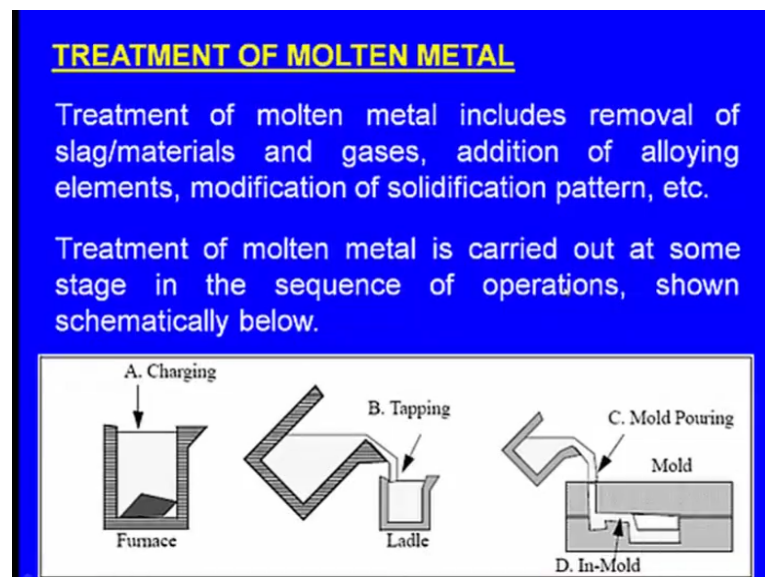 TREATMENT OF MOLTEN METAL
Treatment of molten metal includes removal of
slag/materials and gases, addition of alloying
elements, modification of solidification pattern, etc.
Treatment of molten metal is carried out at some
stage in the sequence of operations, shown
schematically below.
A. Charging
B. Tapping
C. Mold Pouring
Mold
Furnace
Ladle
D. In-Mold